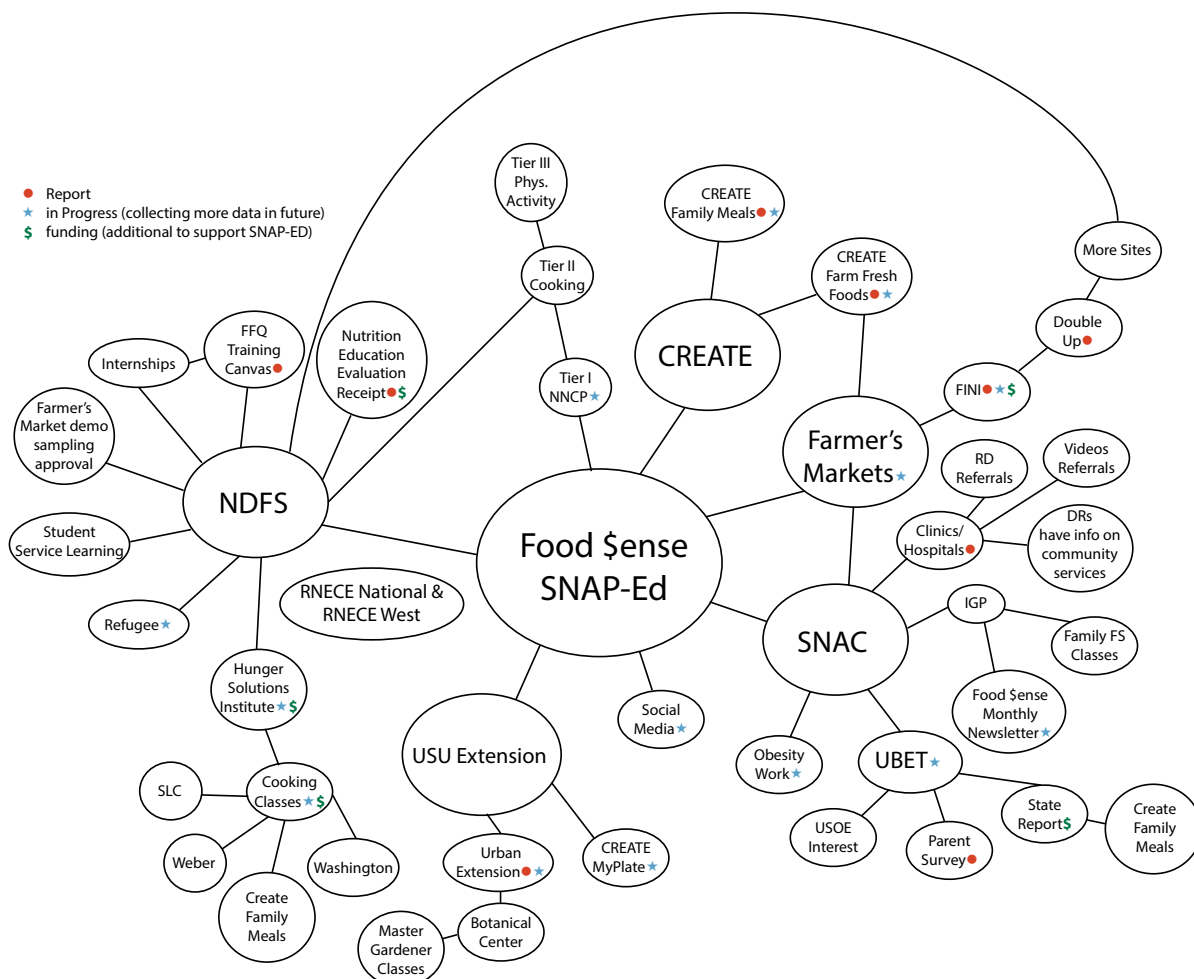 Report
in Progress (collecting more data in future)
$ funding (additional to support SNAP-ED)
Tier III
Phys.
Activity
CREATE
Family Meals
More Sites
Tier II
Cooking
CREATE
Farm Fresh
Foods
Double
Up
FFQ
Training
Canvas
Nutrition
Education
Evaluation
Receipt $
Internships
CREATE
Tier I
NNCP
FINI $
Farmer's
Market demo
sampling
approval
Farmer's
Markets
RD
Referrals
Videos
Referrals
NDFS
Student
Service Learning
Food $ense
SNAP-Ed
Clinics/
Hospitals
DRs
have info on
community
services
RNECE National &
RNECE West
Refugee
SNAC
IGP
Family FS
Classes
Hunger
Solutions
Institute $
Social
Media
Food $ense
Monthly
Newsletter
USU Extension
Obesity
Work
UBET
SLC
Cooking
Classes $
State
Report $
Create
Family
Meals
USOE
Interest
Parent
Survey
Weber
Washington
Urban
Extension
CREATE
MyPlate
Create
Family
Meals
Master
Gardener
Classes
Botanical
Center